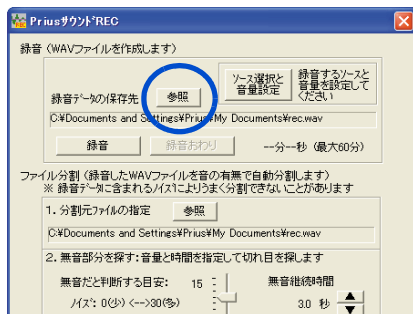 PriusサウンドREC
録音（WAVファイルを作成します）
録音データの保存先
参照
ソース選択と
音量設定
録音するソースと
音量を設定して
ください
C:¥Documents and Settings¥Prius¥My Documents¥rec.wav
録音
録音おわり
--分--秒（最大60分）
ファイル分割（録音したWAVファイルを音の有無で自動分割します）
※ 録音データに含まれるノイズによりうまく分割できないことがあります
1. 分割元ファイルの指定
参照
C:¥Documents and Settings¥Prius¥My Documents¥rec.wav
2. 無音部分を探す：音量と時間を指定して切れ目を探します
無音だと判断する目安: 15
無音継続時間
ノイズ: 0(少) <-->30(多)
3.0 秒